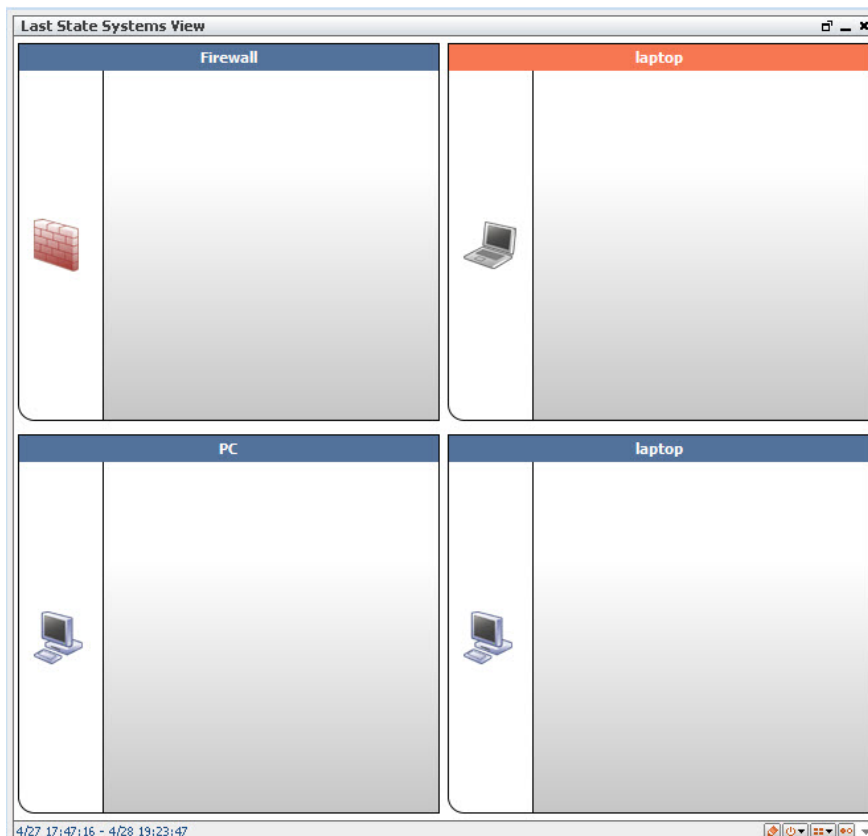 Last State Systems View
Firewall
laptop
PC
laptop
4/27 17:47:16 - 4/28 19:23:47